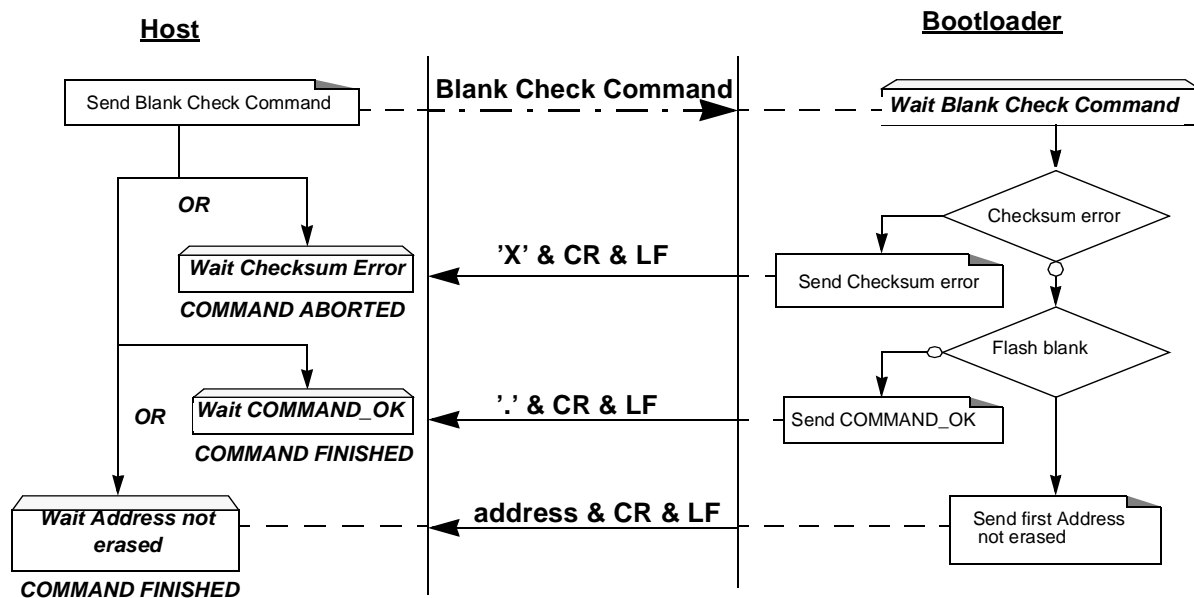 Host
Bootloader
Send Blank Check Command
Blank Check Command
Wait Blank Check Command
OR
Checksum error
Wait Checksum Error
'X' & CR & LF
Send Checksum error
COMMAND ABORTED
Flash blank
Wait COMMAND_OK
'.' & CR & LF
Send COMMAND_OK
OR
COMMAND FINISHED
Wait Address not
erased
address & CR & LF
Send first Address
not erased
COMMAND FINISHED